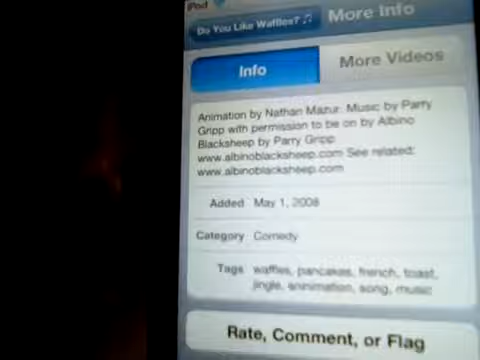 iPod
Do You Like Waffles? ♫ More Info
Info More Videos
Animation by Nathan Mazur. Music by Parry
Gripp with permission to be on by Albino
Blacksheep by Parry Gripp
www.albinoblacksheep.com See related:
www.albinoblacksheep.com
Added May 1, 2008
Category Comedy
Tags waffles, pancakes, french, toast,
jingle, aninimation, song, music
Rate, Comment, or Flag